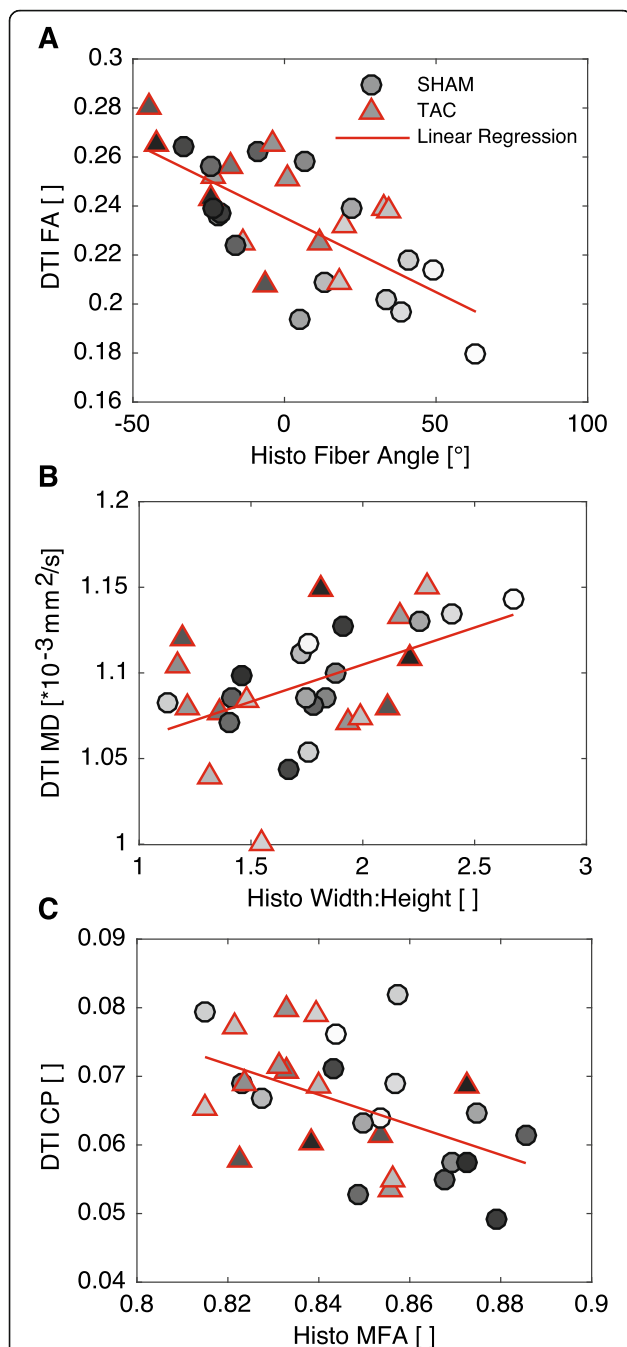 A
0.3
0.28
0.26
0.24
0.22
0.2
0.18
0.16
DTI FA [ ]
SHAM
TAC
Linear Regression
-50 0 50 100
Histo Fiber Angle [°]
B
1.2
1.15
1.1
1.05
1
DTI MD [*10-3 mm2/s]
1 1.5 2 2.5 3
Histo Width:Height [ ]
C
0.09
0.08
0.07
0.06
0.05
0.04
DTI CP [ ]
0.8 0.82 0.84 0.86 0.88 0.9
Histo MFA [ ]